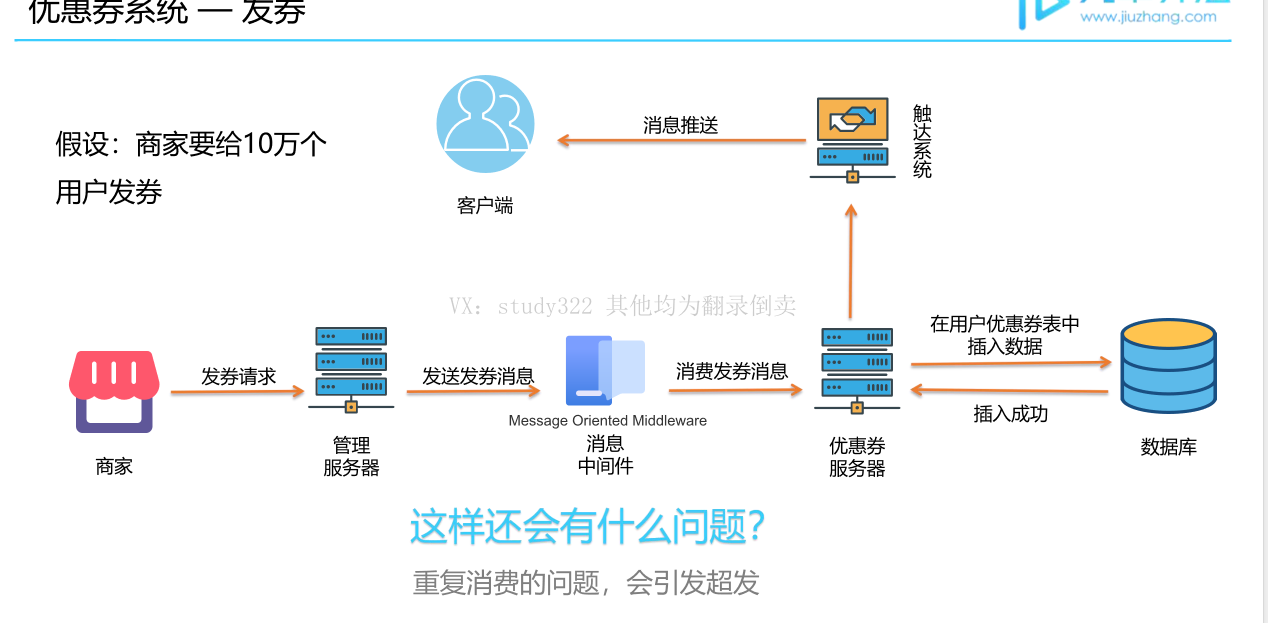 优惠券系统 — 发券
www.jiuzhang.com
假设：商家要给10万个
用户发券
消息推送
触达系统
客户端
VX：study322 其他均为翻录倒卖
发券请求
发送发券消息
消费发券消息
在用户优惠券表中
插入数据
插入成功
Message Oriented Middleware
商家
管理
服务器
消息
中间件
优惠券
服务器
数据库
这样还会有什么问题？
重复消费的问题，会引发超发